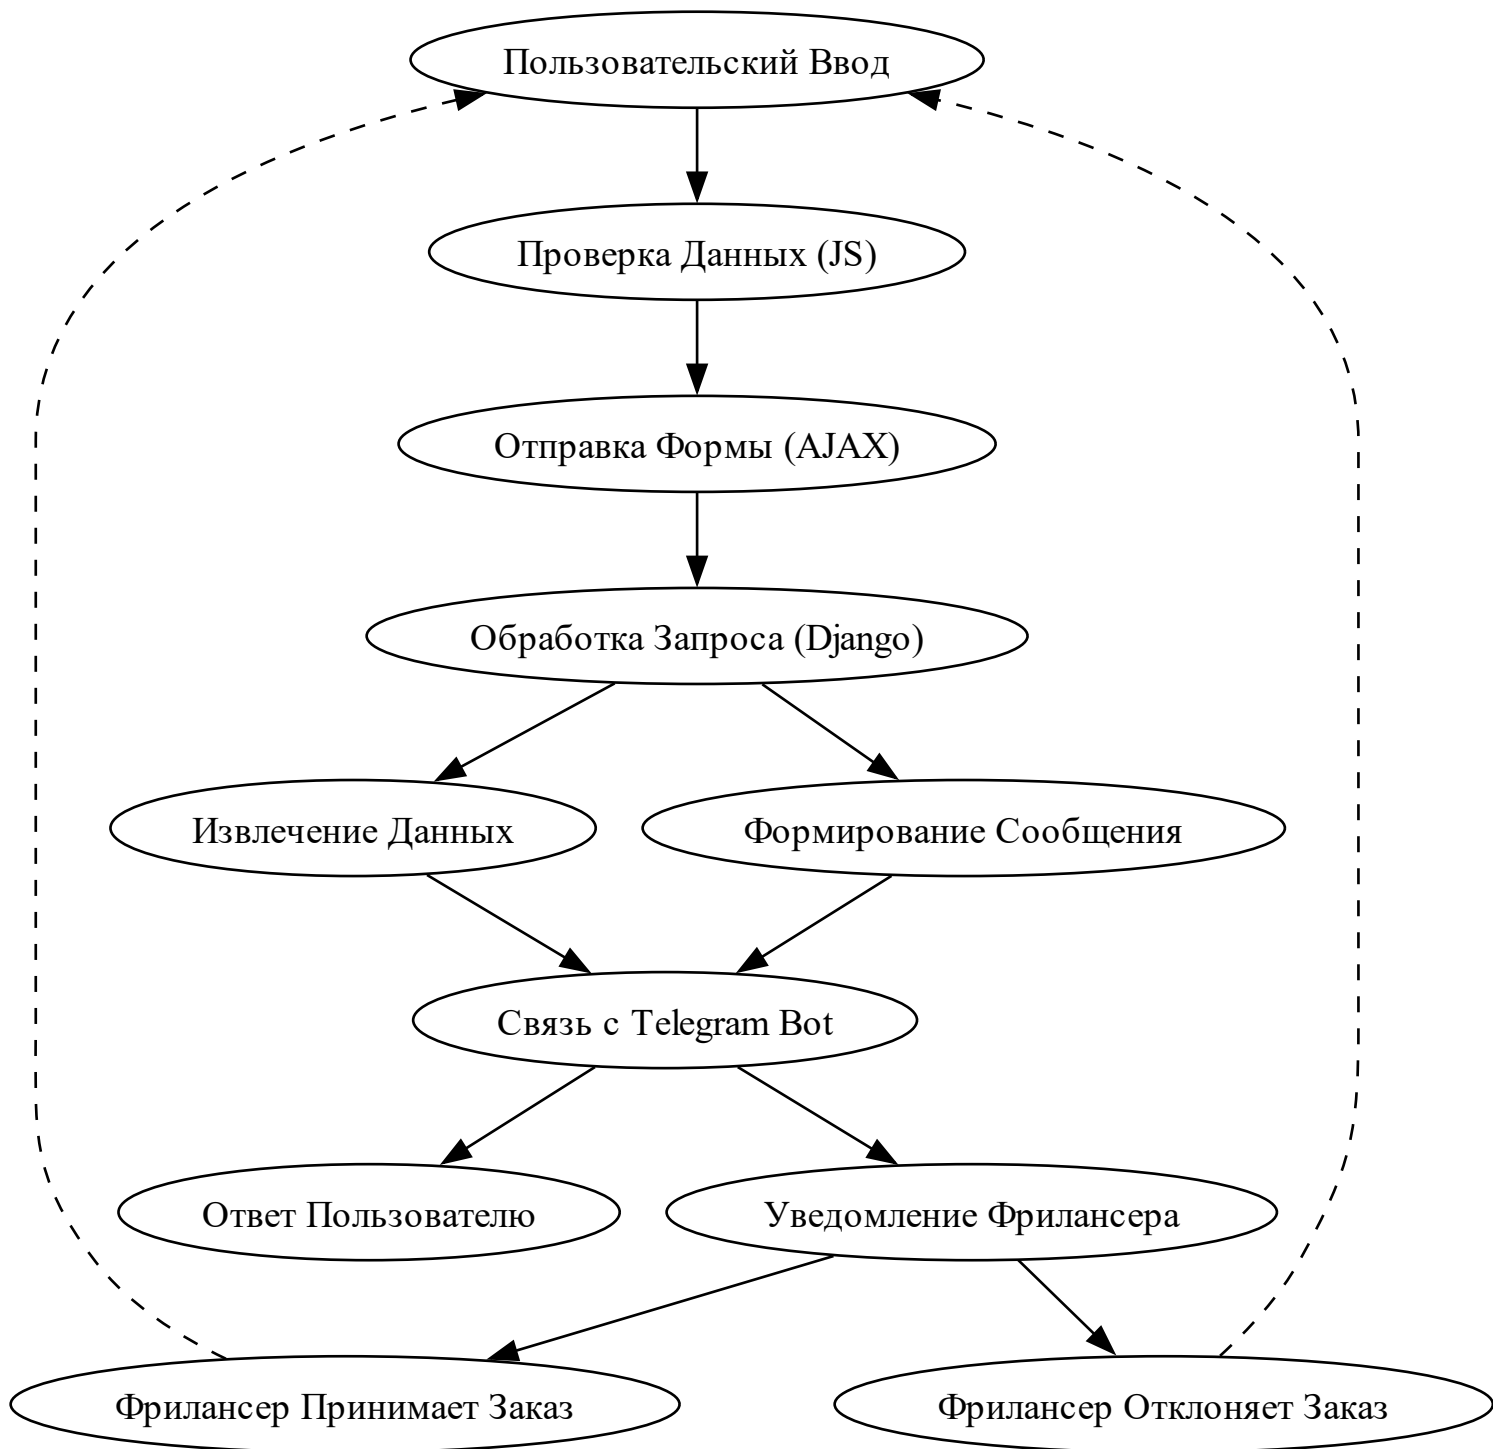 Пользовательский Ввод
Проверка Данных (JS)
Отправка Формы (AJAX)
Обработка Запроса (Django)
Извлечение Данных
Формирование Сообщения
Связь с Telegram Bot
Ответ Пользователю
Уведомление Фрилансера
Фрилансер Принимает Заказ
Фрилансер Отклоняет Заказ